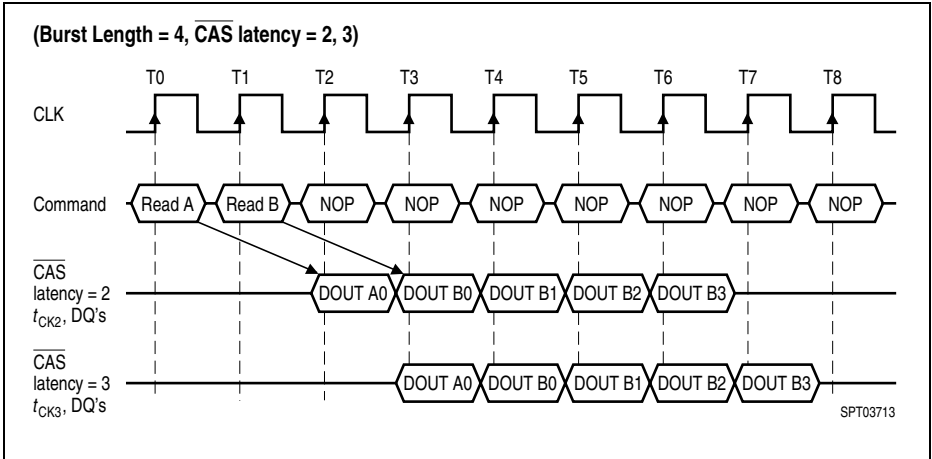 (Burst Length = 4, CAS latency = 2, 3)
T0 T1 T2 T3 T4 T5 T6 T7 T8
CLK
Command Read A Read B NOP NOP NOP NOP NOP NOP NOP
CAS
latency = 2
tCK2, DQ's
DOUT A0 DOUT B0 DOUT B1 DOUT B2 DOUT B3
CAS
latency = 3
tCK3, DQ's
DOUT A0 DOUT B0 DOUT B1 DOUT B2 DOUT B3
SPT03713